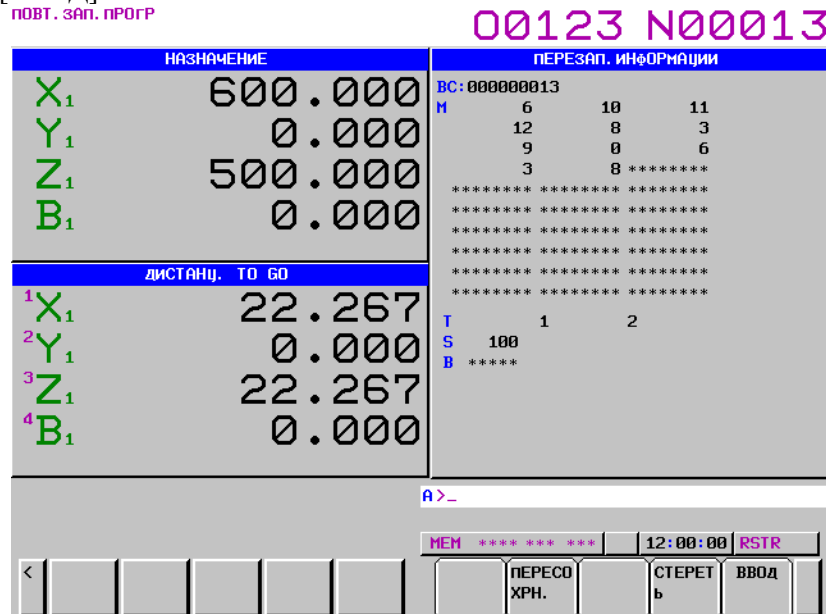 ПОВТ.ЗАП.ПРОГР
O0123 N00013
НАЗНАЧЕНИЕ
X1 600.000
Y1 0.000
Z1 500.000
B1 0.000
ДИСТАНЦ. TO GO
1X1 22.267
2Y1 0.000
3Z1 22.267
4B1 0.000
ПЕРЕЗАП.ИНФОРМАЦИИ
BC:000000013
M 6 10 11
12 8 3
9 0 6
3 8 ********
******** ******** ********
******** ******** ********
******** ******** ********
******** ******** ********
******** ******** ********
******** ******** ********
T 1 2
S 100
B *****
A>_
MEM **** *** *** 12:00:00 RSTR
< ПЕРЕСО СТЕРЕТ ВВОД
ХРН. Ь